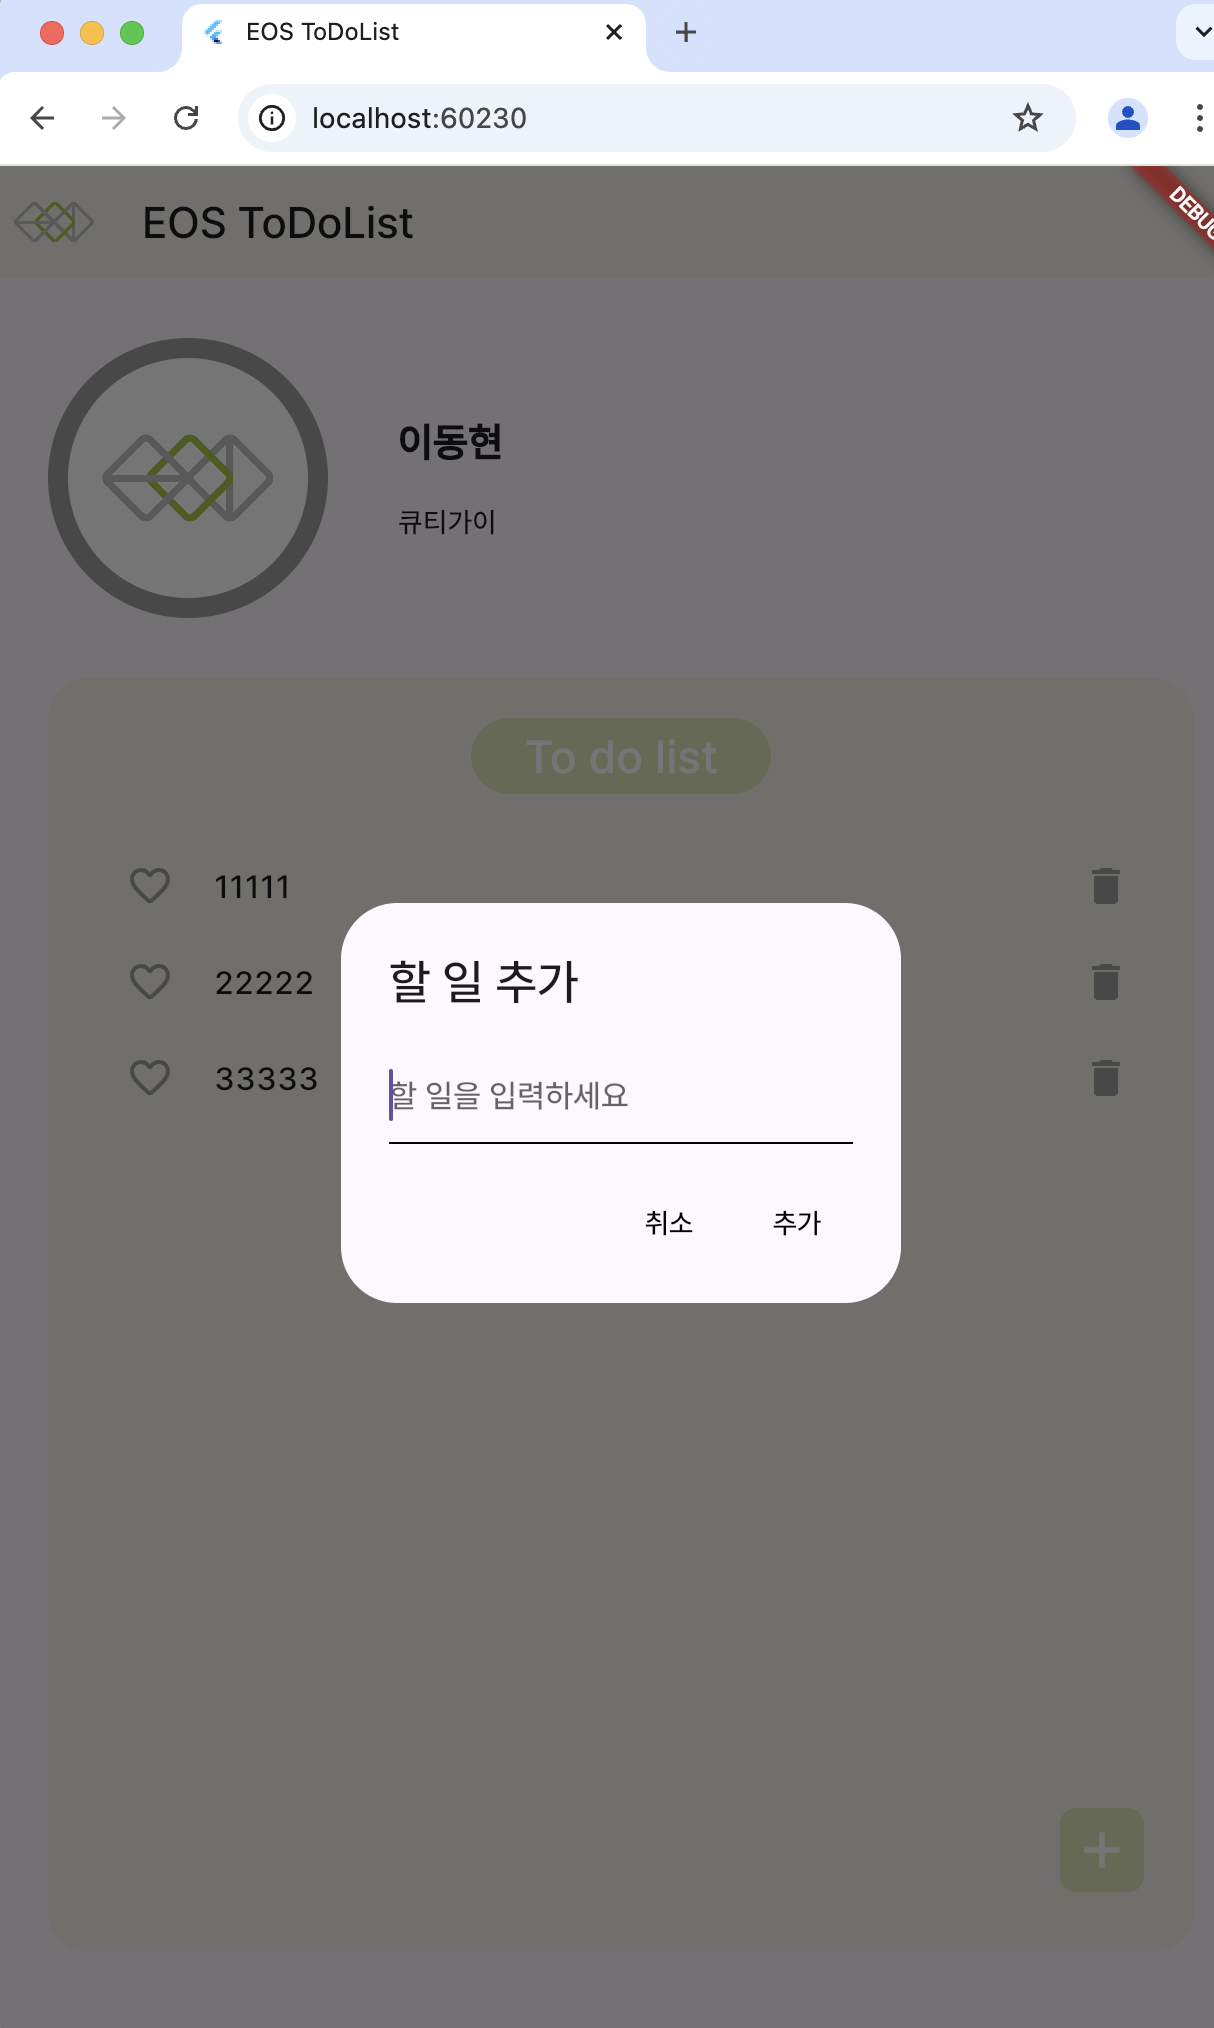 EOS ToDoList
localhost:60230
EOS ToDoList
DEBUG
이동현
큐티가이
To do list
11111
22222
33333
할 일 추가
할 일을 입력하세요
취소 추가